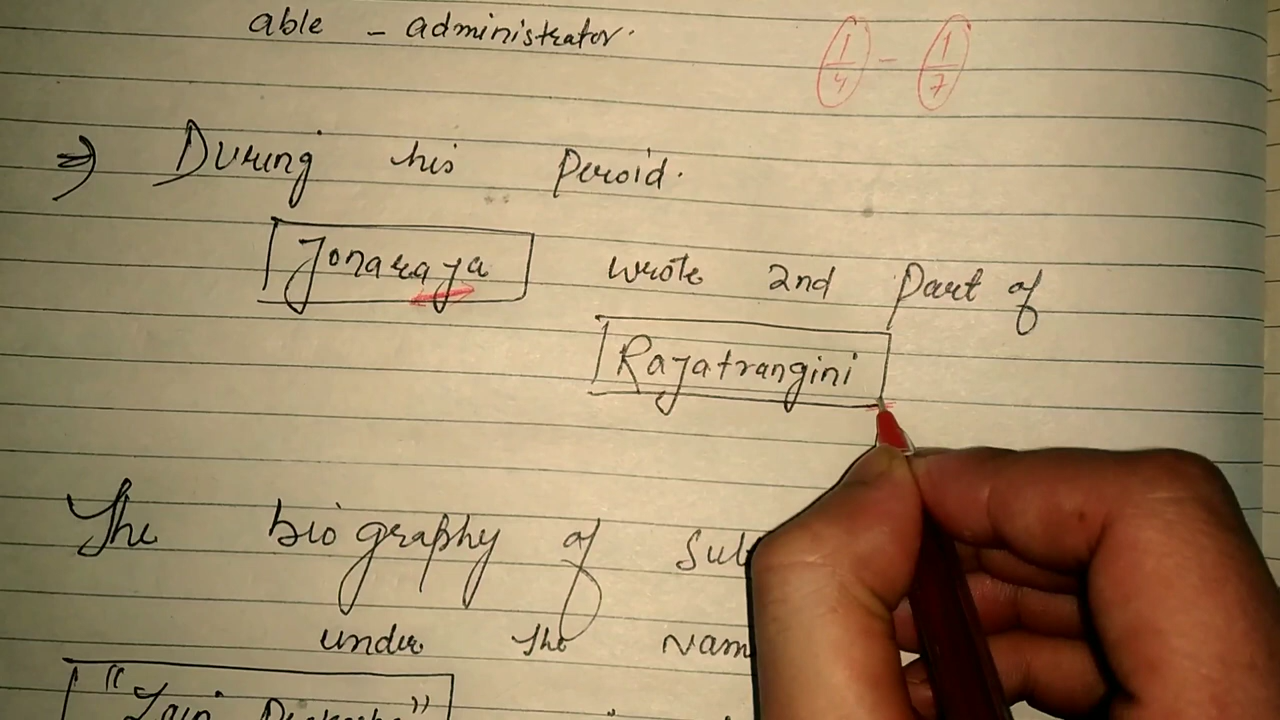 able - administrator.
1/4 - 1/7
⇒ During his Peroid.
Jonaraja wrote 2nd Part of
Rajatrangini
The biography of Sul
under the nam
"Zain